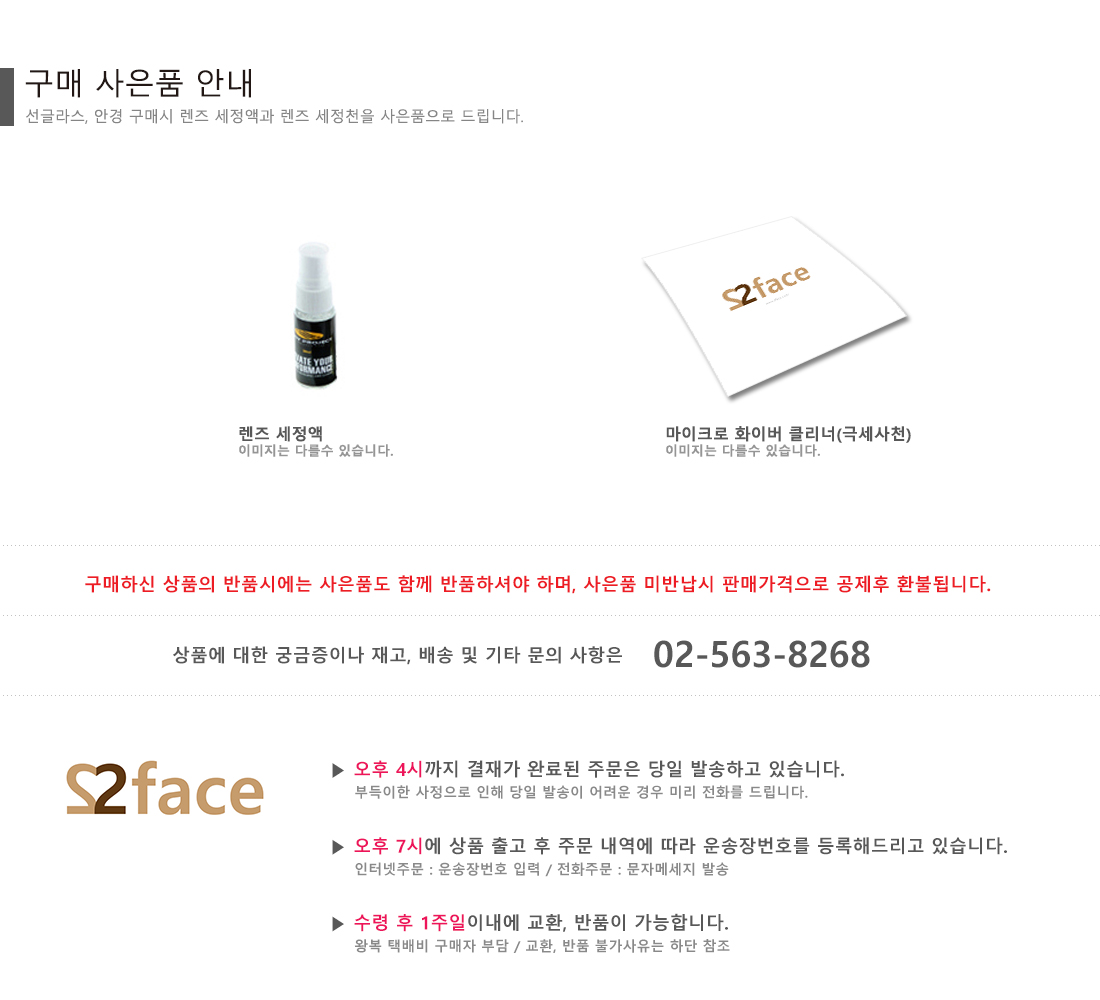 구매 사은품 안내
선글라스, 안경 구매시 렌즈 세정액과 렌즈 세정천을 사은품으로 드립니다.
2face
렌즈 세정액
이미지는 다를수 있습니다.
마이크로 화이버 클리너(극세사천)
이미지는 다를수 있습니다.
구매하신 상품의 반품시에는 사은품도 함께 반품하셔야 하며, 사은품 미반납시 판매가격으로 공제후 환불됩니다.
상품에 대한 궁금증이나 재고, 배송 및 기타 문의 사항은 02-563-8268
2face
▶ 오후 4시까지 결재가 완료된 주문은 당일 발송하고 있습니다.
부득이한 사정으로 인해 당일 발송이 어려운 경우 미리 전화를 드립니다.
▶ 오후 7시에 상품 출고 후 주문 내역에 따라 운송장번호를 등록해드리고 있습니다.
인터넷주문 : 운송장번호 입력 / 전화주문 : 문자메세지 발송
▶ 수령 후 1주일이내에 교환, 반품이 가능합니다.
왕복 택배비 구매자 부담 / 교환, 반품 불가사유는 하단 참조